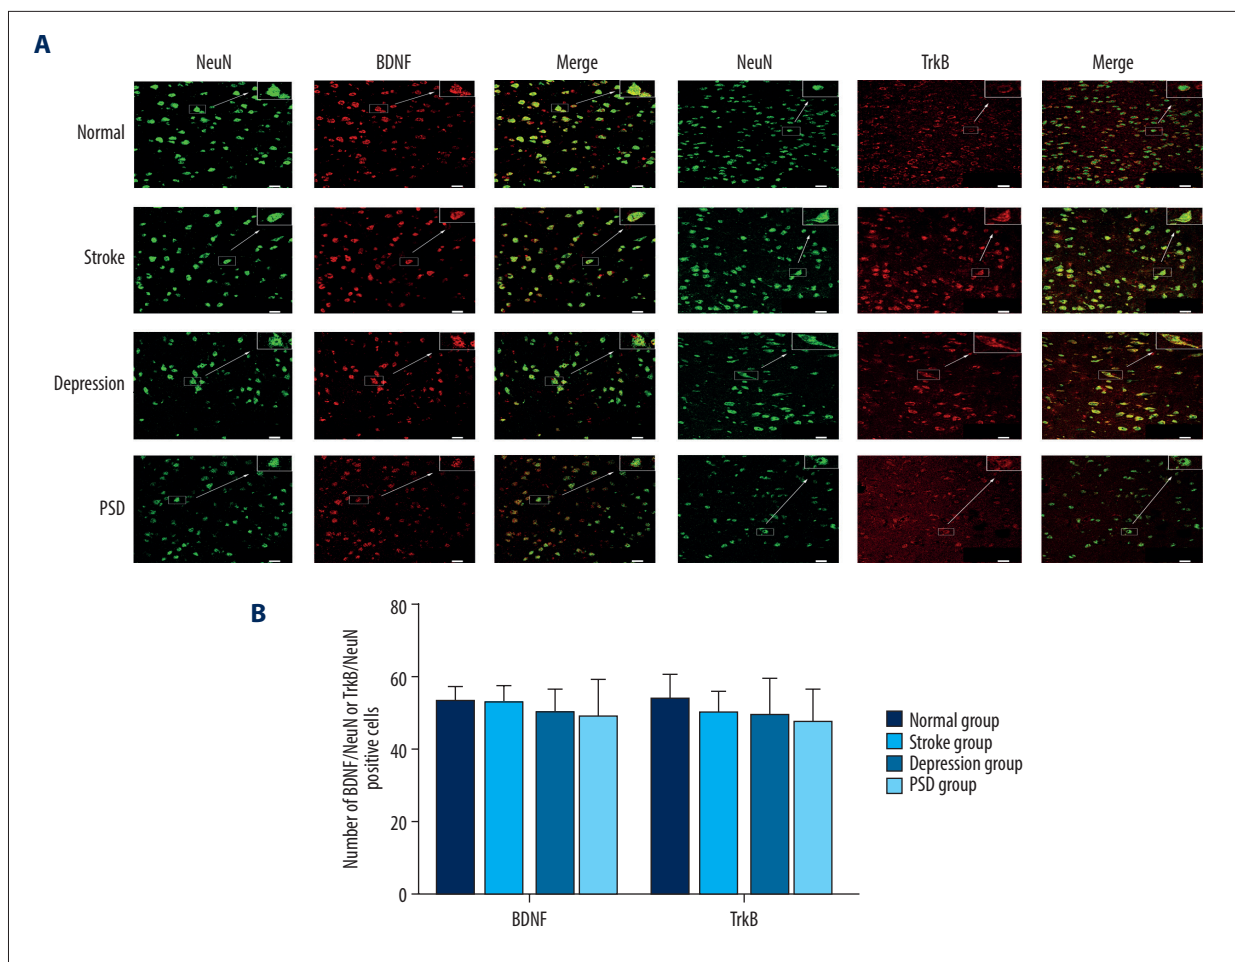 A
NeuN BDNF Merge NeuN TrkB Merge
Normal
Stroke
Depression
PSD
B
Number of BDNF/NeuN or TrkB/NeuN
positive cells
80
60
40
20
0
BDNF TrkB
Normal group
Stroke group
Depression group
PSD group